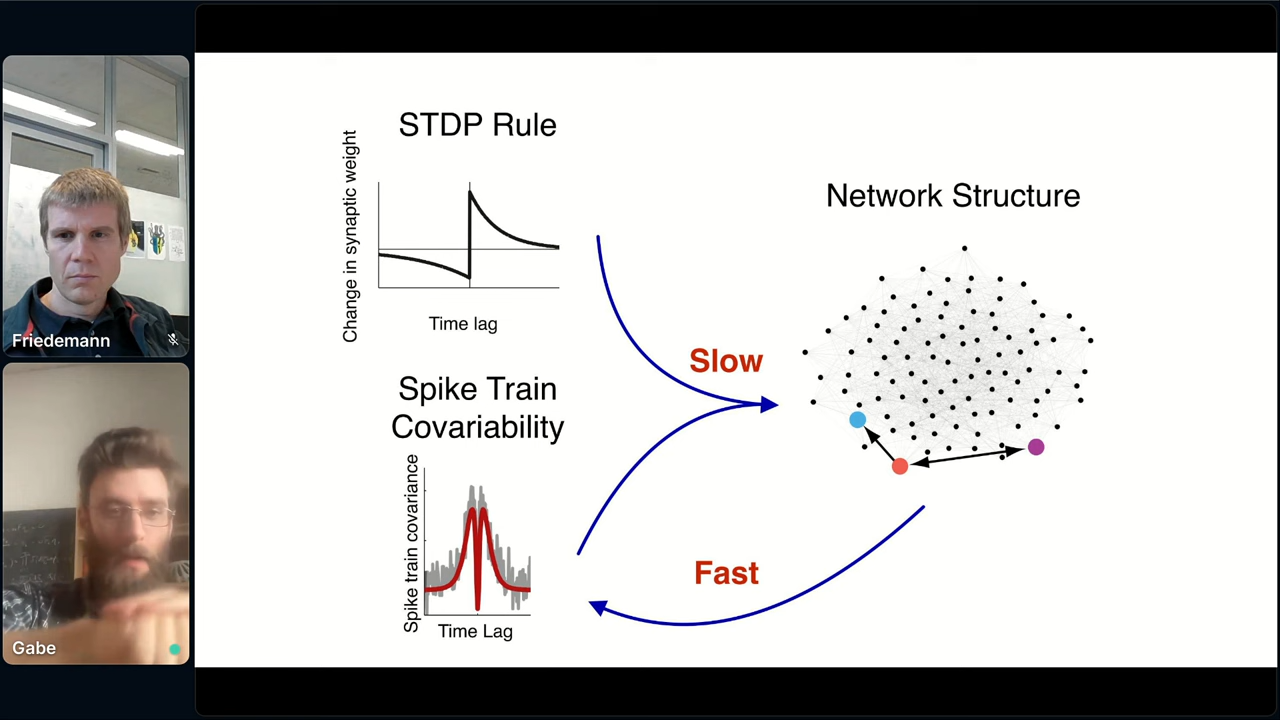 STDP Rule
Change in synaptic weight
Time lag
Spike Train
Covariability
Spike train covariance
Time Lag
Slow
Fast
Network Structure
Friedemann
Gabe